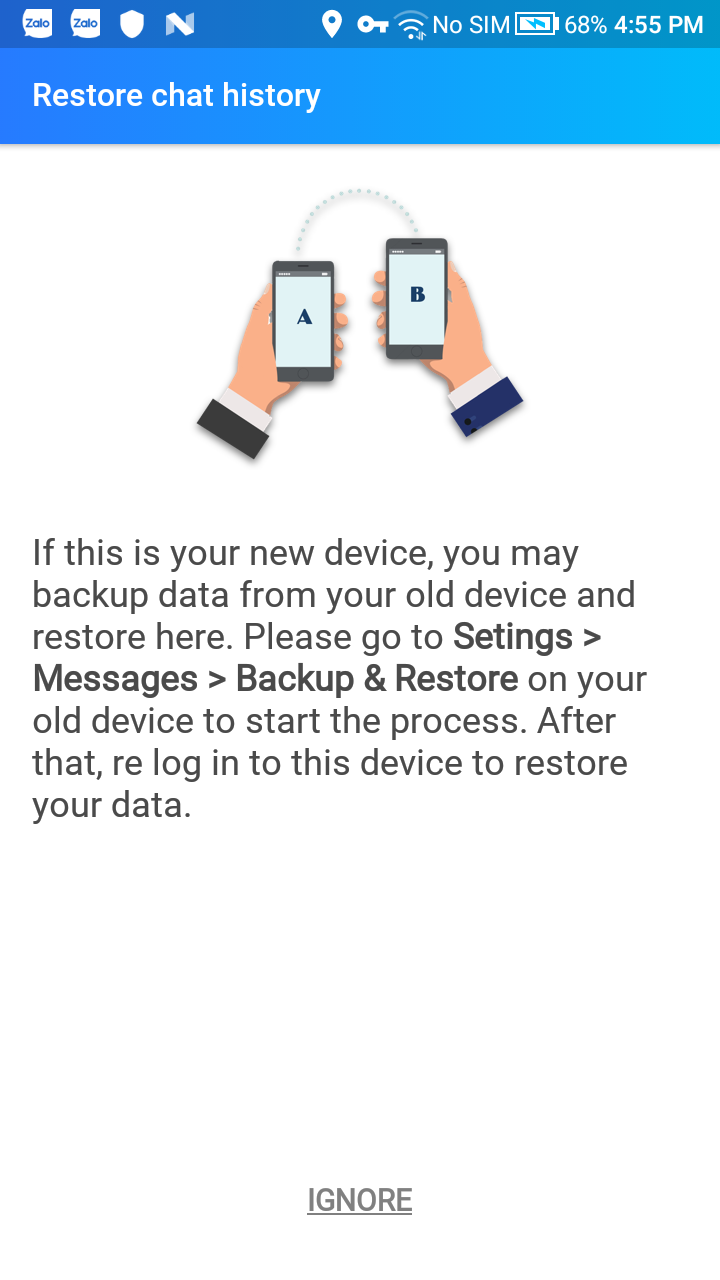 Zalo Zalo No SIM 68% 4:55 PM
Restore chat history
A
B
If this is your new device, you may
backup data from your old device and
restore here. Please go to Setings >
Messages > Backup & Restore on your
old device to start the process. After
that, re log in to this device to restore
your data.
IGNORE